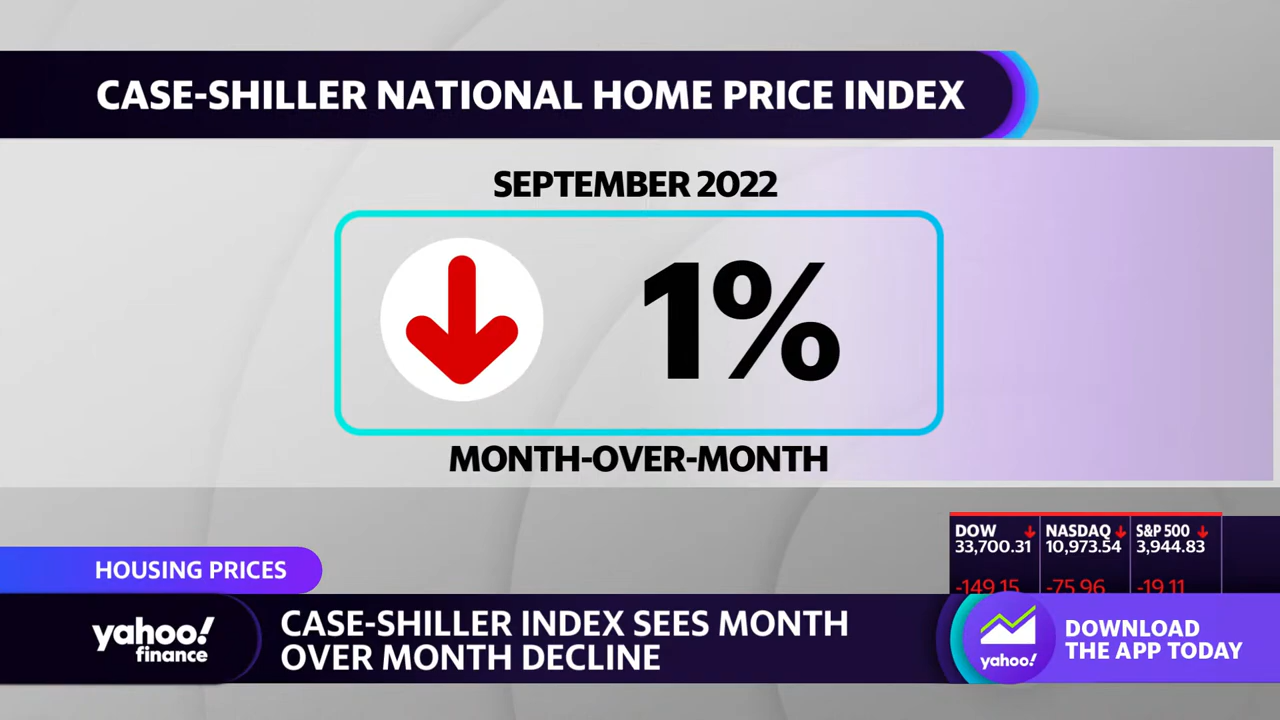 CASE-SHILLER NATIONAL HOME PRICE INDEX
SEPTEMBER 2022
1%
MONTH-OVER-MONTH
DOW NASDAQ S&P 500
33,700.31 10,973.54 3,944.83
-149.15 -75.96 -19.11
HOUSING PRICES
yahoo!
finance
CASE-SHILLER INDEX SEES MONTH
OVER MONTH DECLINE
yahoo!
DOWNLOAD
THE APP TODAY